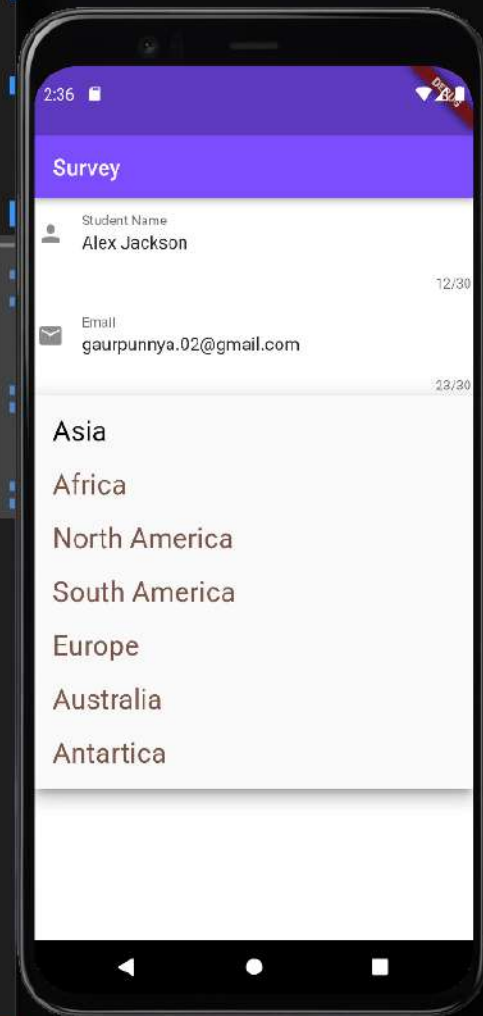 2:36
DEBUG
Survey
Student Name
Alex Jackson
12/30
Email
gaurpunnya.02@gmail.com
23/30
Asia
Africa
North America
South America
Europe
Australia
Antartica